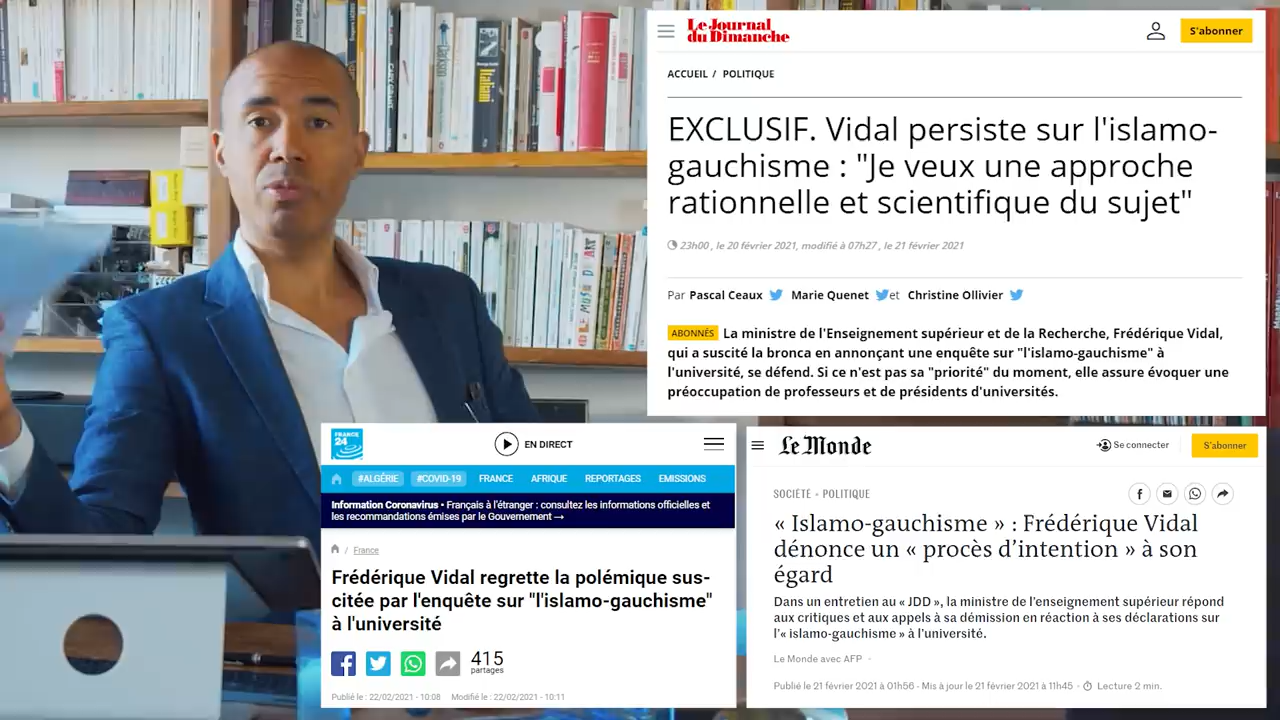 Le Journal
du Dimanche
S'abonner
ACCUEIL / POLITIQUE
EXCLUSIF. Vidal persiste sur l'islamo-
gauchisme : "Je veux une approche
rationnelle et scientifique du sujet"
23h00 , le 20 février 2021, modifié à 07h27 , le 21 février 2021
Par Pascal Ceaux Marie Quenet et Christine Ollivier
ABONNÉS La ministre de l'Enseignement supérieur et de la Recherche, Frédérique Vidal,
qui a suscité la bronca en annonçant une enquête sur "l'islamo-gauchisme" à
l'université, se défend. Si ce n'est pas sa "priorité" du moment, elle assure évoquer une
préoccupation de professeurs et de présidents d'universités.
FRANCE
24
EN DIRECT
#ALGÉRIE #COVID-19 FRANCE AFRIQUE REPORTAGES EMISSIONS
Information Coronavirus • Français à l'étranger : consultez les informations officielles et
les recommandations émises par le Gouvernement →
/ France
Frédérique Vidal regrette la polémique sus-
citée par l'enquête sur "l'islamo-gauchisme"
à l'université
415
partages
Publié le : 22/02/2021 - 10:08 Modifié le : 22/02/2021 - 10:11
Le Monde
Se connecter
S'abonner
SOCIÉTÉ • POLITIQUE
« Islamo-gauchisme » : Frédérique Vidal
dénonce un « procès d'intention » à son
égard
Dans un entretien au « JDD », la ministre de l'enseignement supérieur répond
aux critiques et aux appels à sa démission en réaction à ses déclarations sur
l'« islamo-gauchisme » à l'université.
Le Monde avec AFP
Publié le 21 février 2021 à 01h56 - Mis à jour le 21 février 2021 à 11h45 • Lecture 2 min.